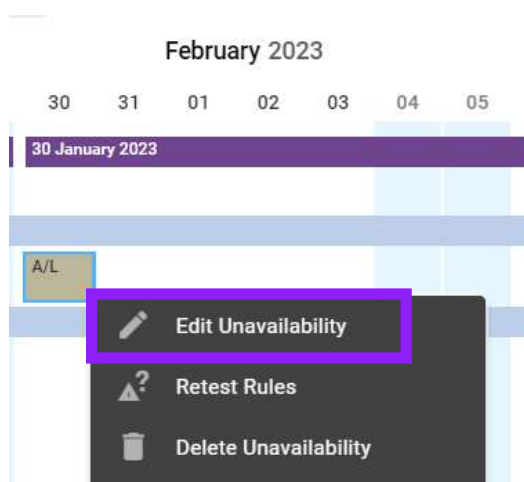 February 2023
30 31 01 02 03 04 05
30 January 2023
A/L
Edit Unavailability
?
Retest Rules
Delete Unavailability